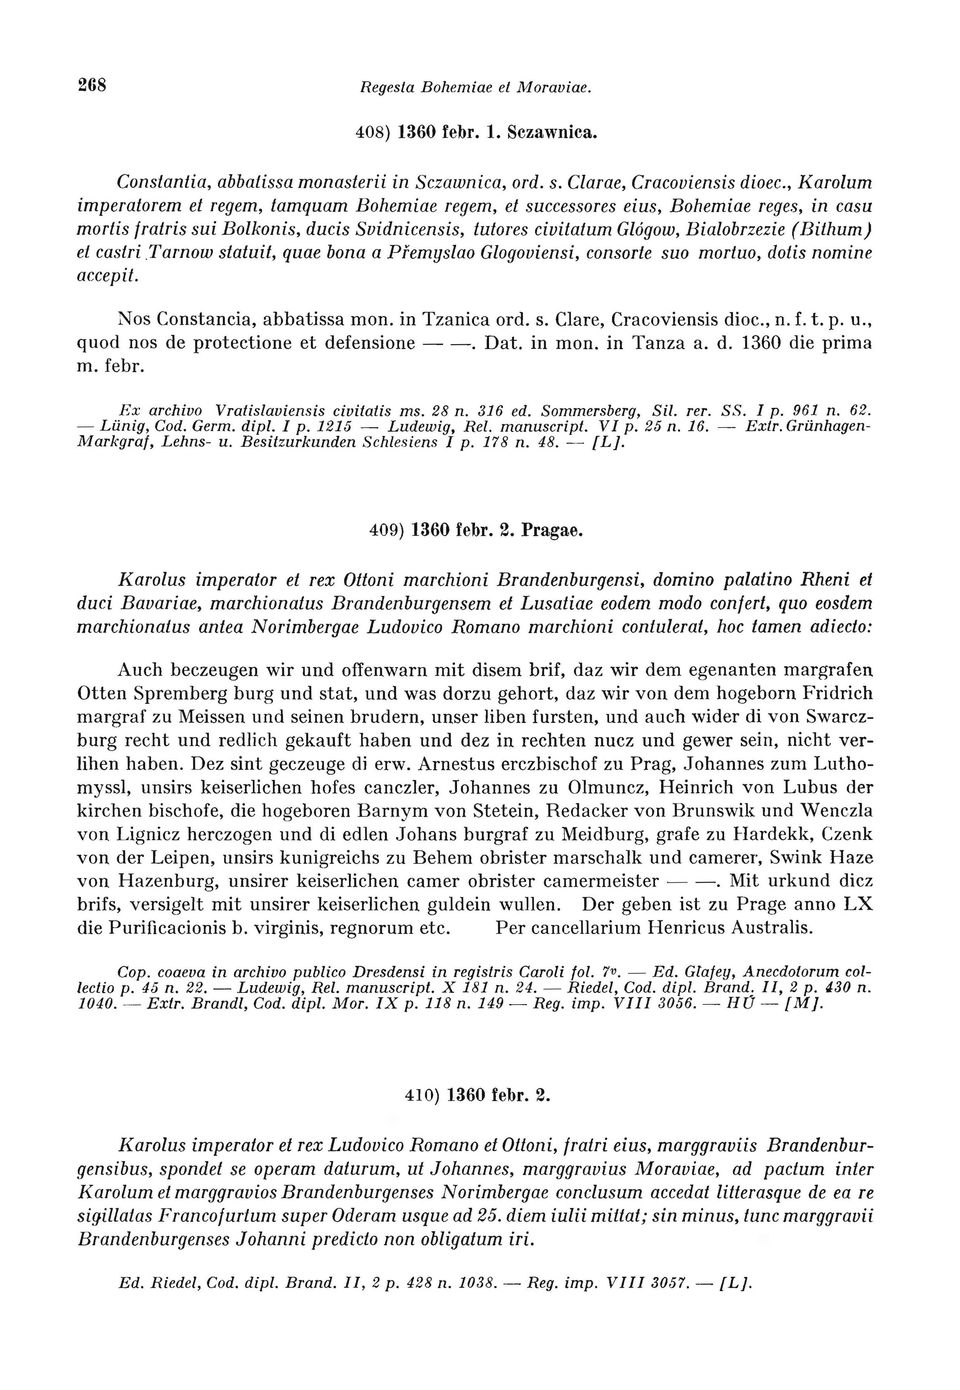 268
Regesta Bohemiae et Moraviae.
408) 1360 febr. 1. Sczawnica.
Constantia, abbatissa monasterii in Sczawnica, ord. s. Clarae, Cracoviensis dioec., Karolum
imperatorem et regem, tamquam Bohemiae regem, et successores eius, Bohemiae reges, in casu
mortis fratris sui Bolkonis, ducis Svidnicensis, tutores civitatum Glógow, Bialobrzezie (Bithum)
et castri Tarnow statuit, quae bona a Přemyslao Glogoviensi, consorte suo mortuo, dotis nomine
accepit.
Nos Constancia, abbatissa mon. in Tzanica ord. s. Clare, Cracoviensis dioc., n. f. t. p. u.,
quod nos de protectione et defensione — —. Dat. in mon. in Tanza a. d. 1360 die prima
m. febr.
Ex archivo Vratislaviensis civitatis ms. 28 n. 316 ed. Sommersberg, Sil. rer. SS. I p. 961 n. 62.
— Lünig, Cod. Germ. dipl. I p. 1215 — Ludewig, Rel. manuscript. VI p. 25 n. 16. — Extr. Grünhagen-
Markgraf, Lehns- u. Besitzurkunden Schlesiens I p. 178 n. 48. — [L].
409) 1360 febr. 2. Pragae.
Karolus imperator et rex Ottoni marchioni Brandenburgensi, domino palatino Rheni et
duci Bavariae, marchionatus Brandenburgensem et Lusatiae eodem modo confert, quo eosdem
marchionatus antea Norimbergae Ludovico Romano marchioni contulerat, hoc tamen adiecto:
Auch beczeugen wir und offenwarn mit disem brif, daz wir dem egenanten margrafen
Otten Spremberg burg und stat, und was dorzu gehort, daz wir von dem hogeborn Fridrich
margraf zu Meissen und seinen brudern, unser liben fursten, und auch wider di von Swarcz-
burg recht und redlich gekauft haben und dez in rechten nucz und gewer sein, nicht ver-
lihen haben. Dez sint geczeuge di erw. Arnestus erczbischof zu Prag, Johannes zum Lutho-
myssl, unsirs keiserlichen hofes canczler, Johannes zu Olmuncz, Heinrich von Lubus der
kirchen bischofe, die hogeboren Barnym von Stetein, Redacker von Brunswik und Wenczla
von Lignicz herczogen und di edlen Johans burgraf zu Meidburg, grafe zu Hardekk, Czenk
von der Leipen, unsirs kunigreichs zu Behem obrister marschalk und camerer, Swink Haze
von Hazenburg, unsirer keiserlichen camer obrister camermeister — —. Mit urkund dicz
brifs, versigelt mit unsirer keiserlichen guldein wullen. Der geben ist zu Prage anno LX
die Purificacionis b. virginis, regnorum etc. Per cancellarium Henricus Australis.
Cop. coaeva in archivo publico Dresdensi in registris Caroli fol. 7v. — Ed. Glafey, Anecdotorum col-
lectio p. 45 n. 22. — Ludewig, Rel. manuscript. X 181 n. 24. — Riedel, Cod. dipl. Brand. II, 2 p. 430 n.
1040. — Extr. Brandl, Cod. dipl. Mor. IX p. 118 n. 149 — Reg. imp. VIII 3056. — HÚ — [M].
410) 1360 febr. 2.
Karolus imperator et rex Ludovico Romano et Ottoni, fratri eius, marggraviis Brandenbur-
gensibus, spondet se operam daturum, ut Johannes, marggravius Moraviae, ad pactum inter
Karolum et marggravios Brandenburgenses Norimbergae conclusum accedat litterasque de ea re
sigillatas Francofurtum super Oderam usque ad 25. diem iulii mittat; sin minus, tunc marggravii
Brandenburgenses Johanni predicto non obligatum iri.
Ed. Riedel, Cod. dipl. Brand. II, 2 p. 428 n. 1038. — Reg. imp. VIII 3057. — [L].